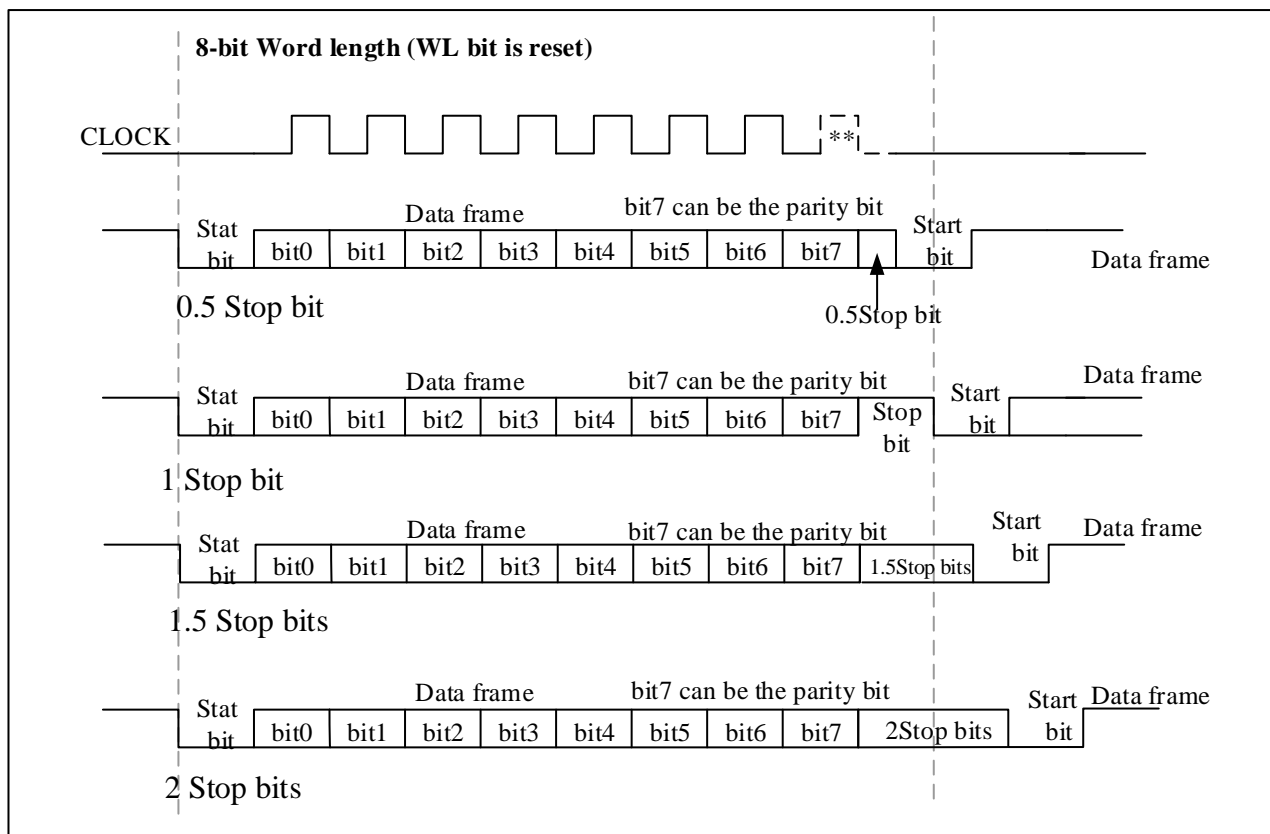 8-bit Word length (WL bit is reset)
CLOCK
**
Data frame
bit7 can be the parity bit
Stat
bit
bit0 bit1 bit2 bit3 bit4 bit5 bit6 bit7
Start
bit
Data frame
0.5 Stop bit
0.5Stop bit
Data frame
bit7 can be the parity bit
Data frame
Stat
bit
bit0 bit1 bit2 bit3 bit4 bit5 bit6 bit7
Stop
bit
Start
bit
1 Stop bit
Data frame
bit7 can be the parity bit
Start
bit
Data frame
Stat
bit
bit0 bit1 bit2 bit3 bit4 bit5 bit6 bit7
1.5Stop bits
1.5 Stop bits
Data frame
bit7 can be the parity bit
Start
bit
Data frame
Stat
bit
bit0 bit1 bit2 bit3 bit4 bit5 bit6 bit7
2Stop bits
2 Stop bits